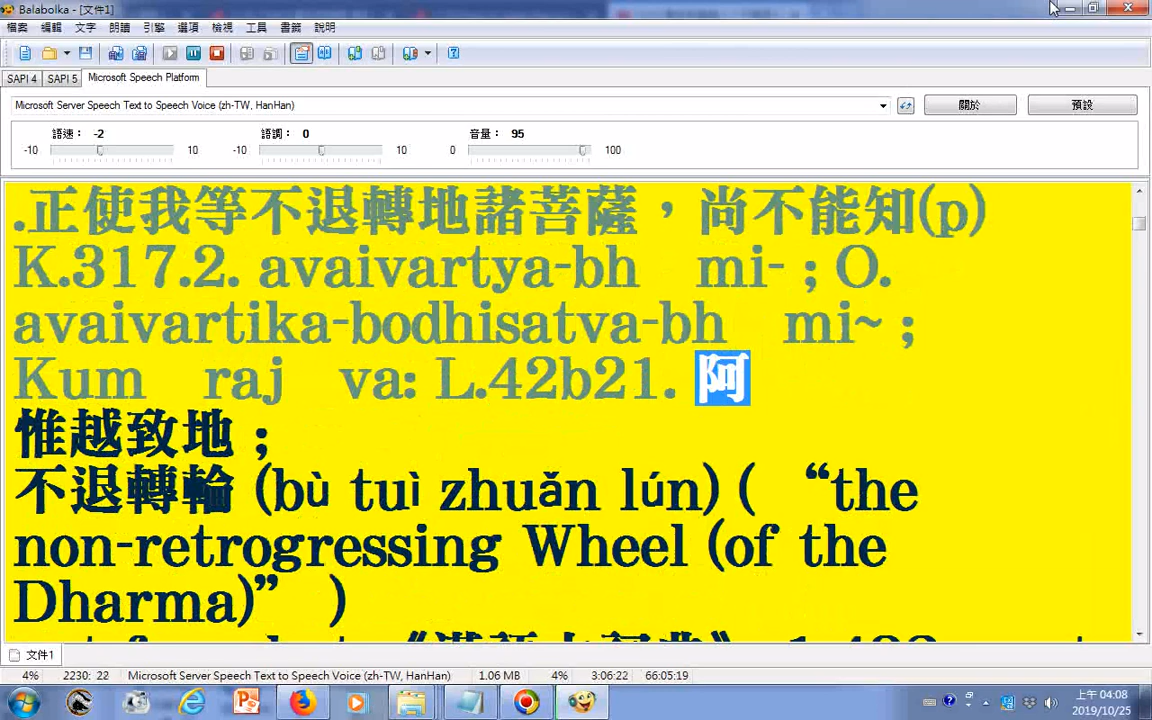 Balabolka - [文件1]
檔案 編輯 文字 朗讀 引擎 選項 檢視 工具 書籤 說明
SAPI 4 SAPI 5 Microsoft Speech Platform
Microsoft Server Speech Text to Speech Voice (zh-TW, HanHan) 關於 預設
語速： -2 語調： 0 音量： 95
-10 10 -10 10 0 100
.正使我等不退轉地諸菩薩，尚不能知(p)
K.317.2. avaivartya-bh mi- ; O.
avaivartika-bodhisatva-bh mi~ ;
Kum raj va: L.42b21. 阿
惟越致地；
不退轉輪 (bù tuì zhuǎn lún) ( “the
non-retrogressing Wheel (of the
Dharma)” )
文件1
4% 2230: 22 Microsoft Server Speech Text to Speech Voice (zh-TW, HanHan) 1.06 MB 4% 3:06:22 66:05:19
上午 04:08
2019/10/25